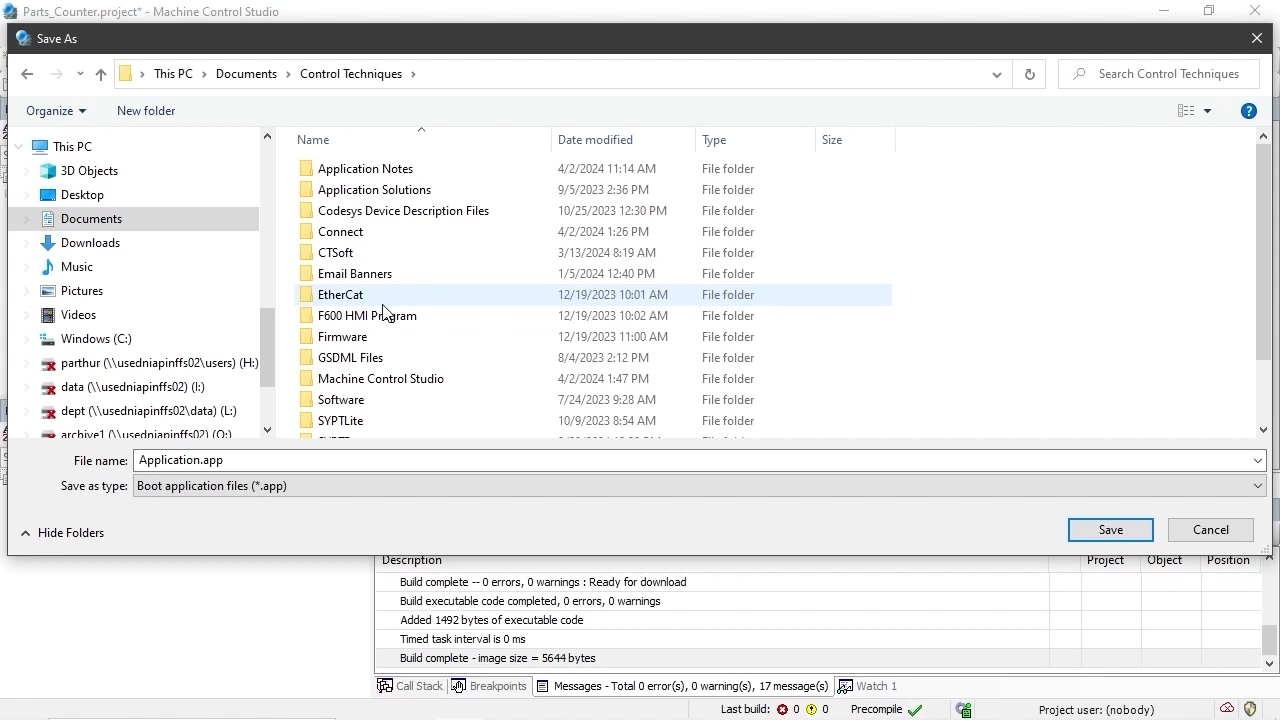 Parts_Counter.project* - Machine Control Studio
Save As
This PC
Documents
Control Techniques
Search Control Techniques
Organize
New folder
Name
Date modified
Type
Size
This PC
3D Objects
Desktop
Documents
Downloads
Music
Pictures
Videos
Windows (C:)
parthur (\\usedniapinffs02\users) (H:)
data (\\usedniapinffs02) (I:)
dept (\\usedniapinffs02\data) (L:)
archive1 (\\usedniapinffs02) (O:)
Application Notes 4/2/2024 11:14 AM File folder
Application Solutions 9/5/2023 2:36 PM File folder
Codesys Device Description Files 10/25/2023 12:30 PM File folder
Connect 4/2/2024 1:26 PM File folder
CTSoft 3/13/2024 8:19 AM File folder
Email Banners 1/5/2024 12:40 PM File folder
EtherCat 12/19/2023 10:01 AM File folder
F600 HMI Program 12/19/2023 10:02 AM File folder
Firmware 12/19/2023 11:00 AM File folder
GSDML Files 8/4/2023 2:12 PM File folder
Machine Control Studio 4/2/2024 1:47 PM File folder
Software 7/24/2023 9:28 AM File folder
SYPTLite 10/9/2023 8:54 AM File folder
File name: Application.app
Save as type: Boot application files (*.app)
Hide Folders
Save
Cancel
Description
Project
Object
Position
Build complete -- 0 errors, 0 warnings : Ready for download
Build executable code completed, 0 errors, 0 warnings
Added 1492 bytes of executable code
Timed task interval is 0 ms
Build complete - image size = 5644 bytes
Call Stack
Breakpoints
Messages - Total 0 error(s), 0 warning(s), 17 message(s)
Watch 1
Last build: 0 0
Precompile
Project user: (nobody)